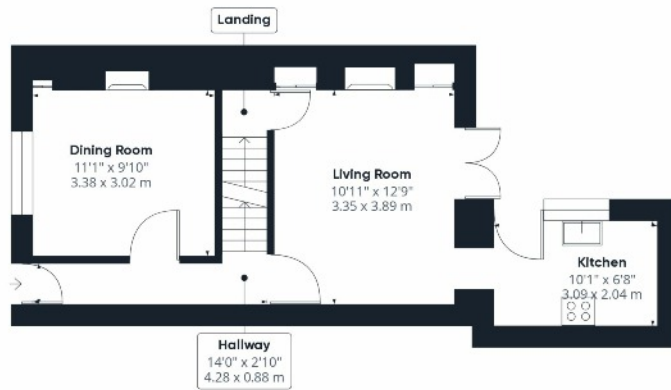 Landing
Dining Room
11'1" x 9'10"
3.38 x 3.02 m
Living Room
10'11" x 12'9"
3.35 x 3.89 m
Kitchen
10'1" x 6'8"
3.09 x 2.04 m
Hallway
14'0" x 2'10"
4.28 x 0.88 m